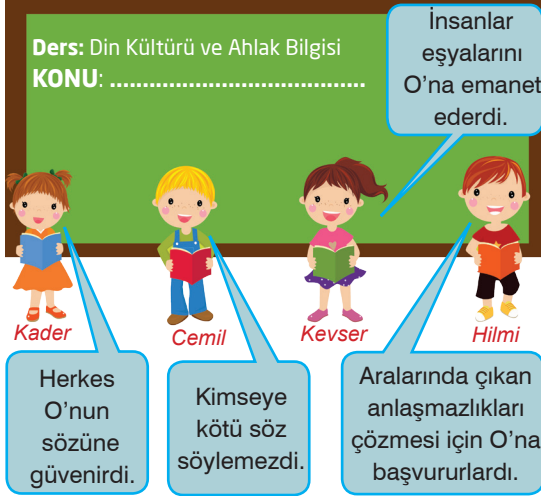 Ders: Din Kültürü ve Ahlak Bilgisi
KONU: .....................................
İnsanlar
eşyalarını
O’na emanet
ederdi.
Kader
Cemil
Kevser
Hilmi
Herkes
O’nun
sözüne
güvenirdi.
Kimseye
kötü söz
söylemezdi.
Aralarında çıkan
anlaşmazlıkları
çözmesi için O’na
başvururlardı.